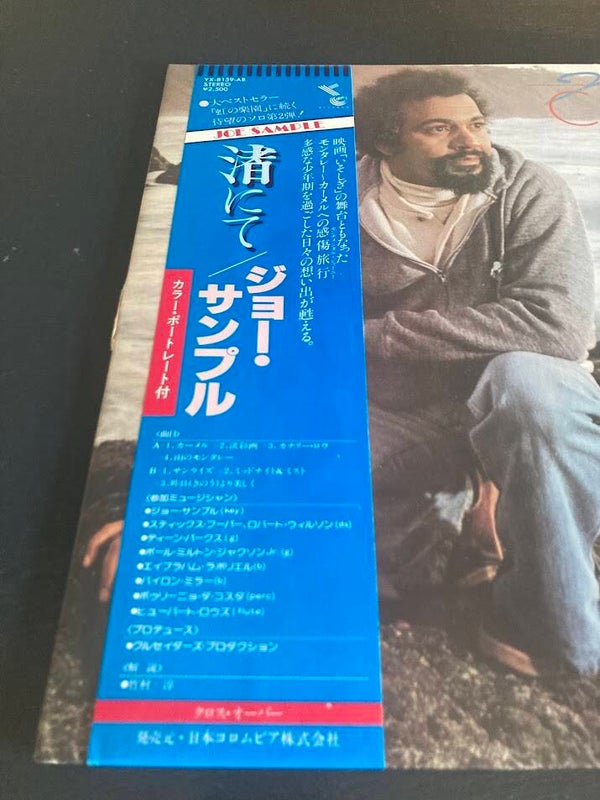 YX-8139-AB
STEREO
¥2,500
●大ベストセラー
「虹の楽園」に続く
待望のソロ第2弾!
JOE SAMPLE
渚にて/
ジョー・
サンプル
映画「いそしぎ」の舞台ともなった
モンタレー〜カーメルへの感傷旅行
多感な少年期を過ごした日々の想い出が甦える。
カラー・ポートレート付
〈曲目〉
A-1. カーメル -2. 淡彩画 -3. カナリー・ロウ
-4. 雨のモンタレー
B-1. サンライズ -2. ミッドナイト&ミスト
-3. 昨日(きのう)より美しく
〈参加ミュージシャン〉
●ジョー・サンプル(key)
●スティックス・フーパー、ロバート・ウィルソン(ds)
●ディーン・パークス(g)
●ポール・ミルトン・ジャクソンJr.(g)
●エイブラハム・ラボリエル(b)
●バイロン・ミラー(b)
●ポウリーニョ・ダ・コスタ(perc)
●ヒューバート・ロウズ(flute)
〈プロデュース〉
●クルセイダーズ・プロダクション
〈解説〉
●竹村 淳
クロス・オーバー
発売元・日本コロムビア株式会社